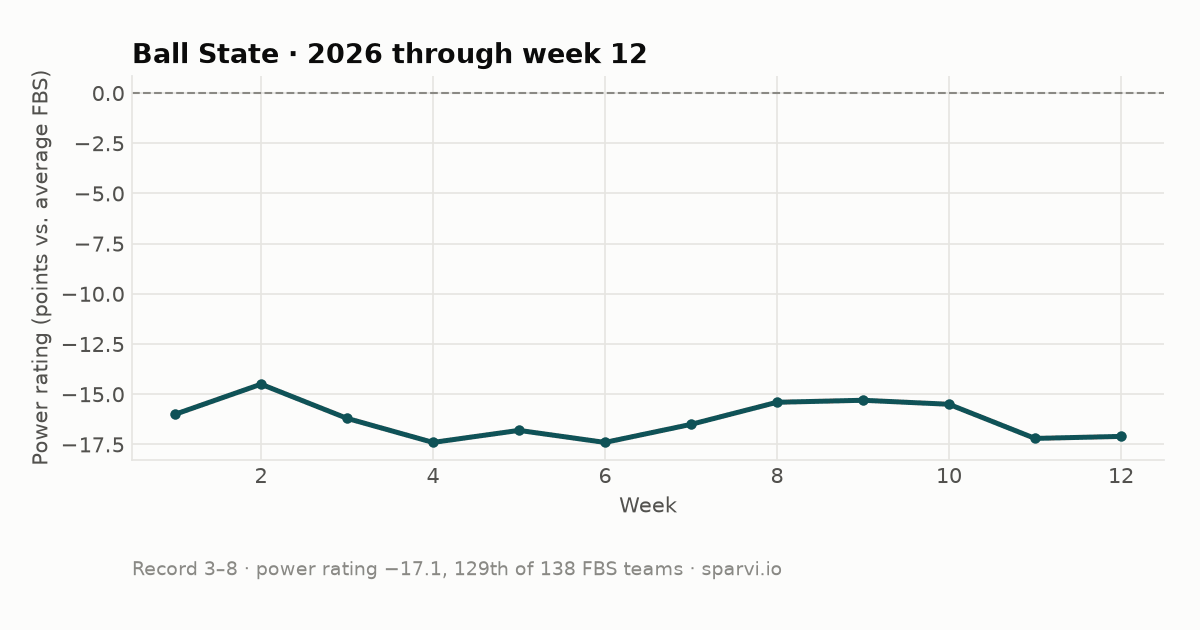 Ball State · 2026 through week 12
Power rating (points vs. average FBS)
0.0
−2.5
−5.0
−7.5
−10.0
−12.5
−15.0
−17.5
2 4 6 8 10 12
Week
Record 3–8 · power rating −17.1, 129th of 138 FBS teams · sparvi.io